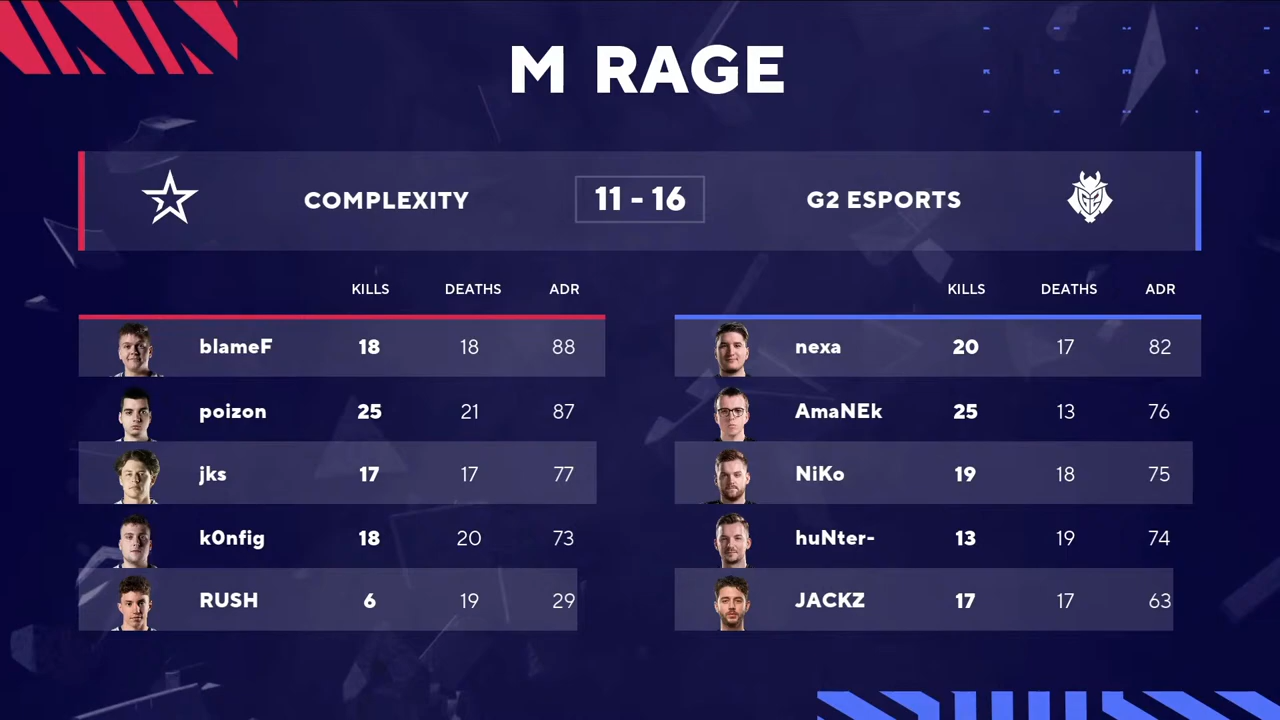 M RAGE
COMPLEXITY 11 - 16 G2 ESPORTS
KILLS DEATHS ADR
blameF 18 18 88
poizon 25 21 87
jks 17 17 77
k0nfig 18 20 73
RUSH 6 19 29
KILLS DEATHS ADR
nexa 20 17 82
AmaNEk 25 13 76
NiKo 19 18 75
huNter- 13 19 74
JACKZ 17 17 63